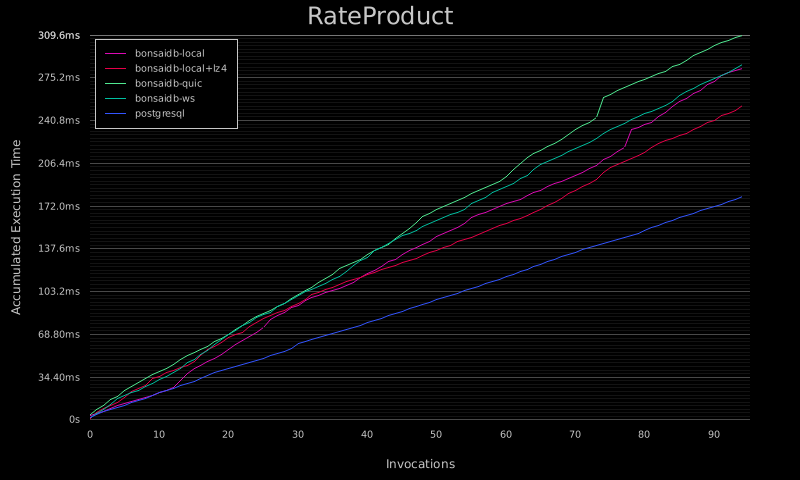 RateProduct
309.6ms
275.2ms
240.8ms
206.4ms
172.0ms
137.6ms
103.2ms
68.80ms
34.40ms
0s
Accumulated Execution Time
bonsaidb-local
bonsaidb-local+lz4
bonsaidb-quic
bonsaidb-ws
postgresql
0 10 20 30 40 50 60 70 80 90
Invocations